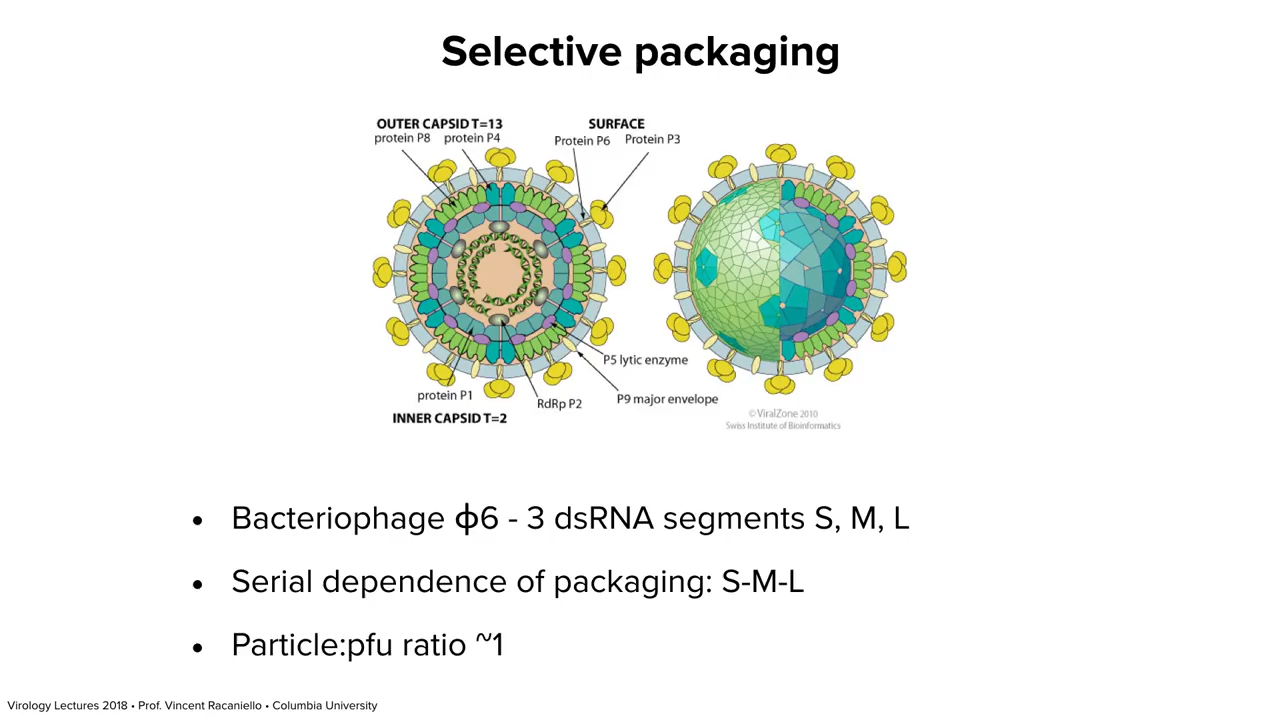 Selective packaging
OUTER CAPSID T=13
protein P8 protein P4
SURFACE
Protein P6 Protein P3
P5 lytic enzyme
P9 major envelope
protein P1
RdRp P2
INNER CAPSID T=2
© ViralZone 2010
Swiss Institute of Bioinformatics
• Bacteriophage ϕ6 - 3 dsRNA segments S, M, L
• Serial dependence of packaging: S-M-L
• Particle:pfu ratio ~1
Virology Lectures 2018 • Prof. Vincent Racaniello • Columbia University